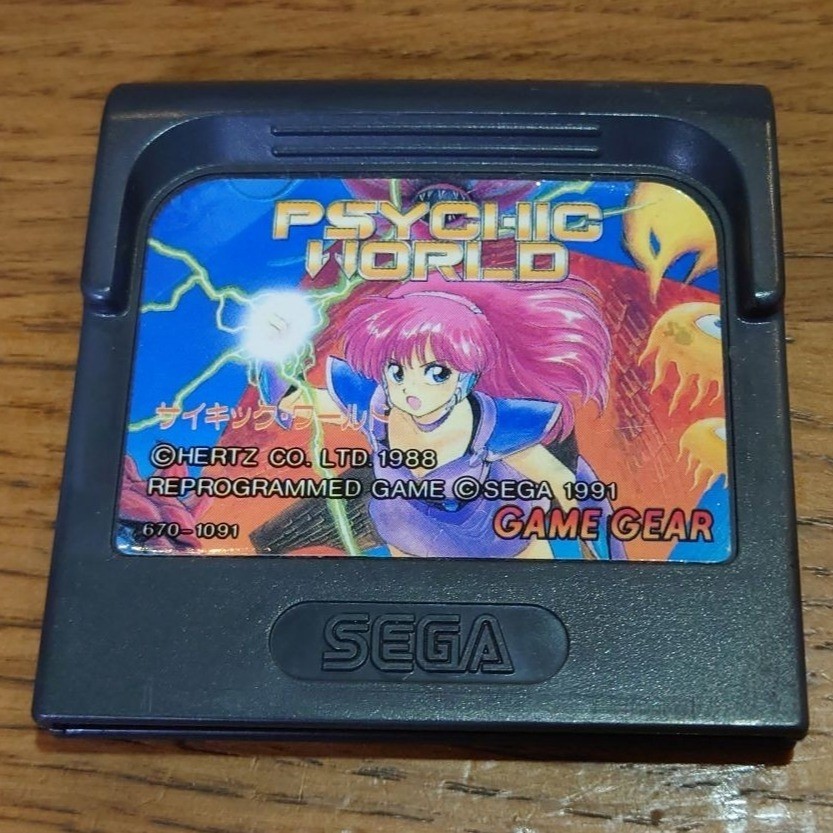 PSYCHIC
WORLD
サイキック・ワールド
©HERTZ CO. LTD. 1988
REPROGRAMMED GAME ©SEGA 1991
670-1091
GAME GEAR
SEGA